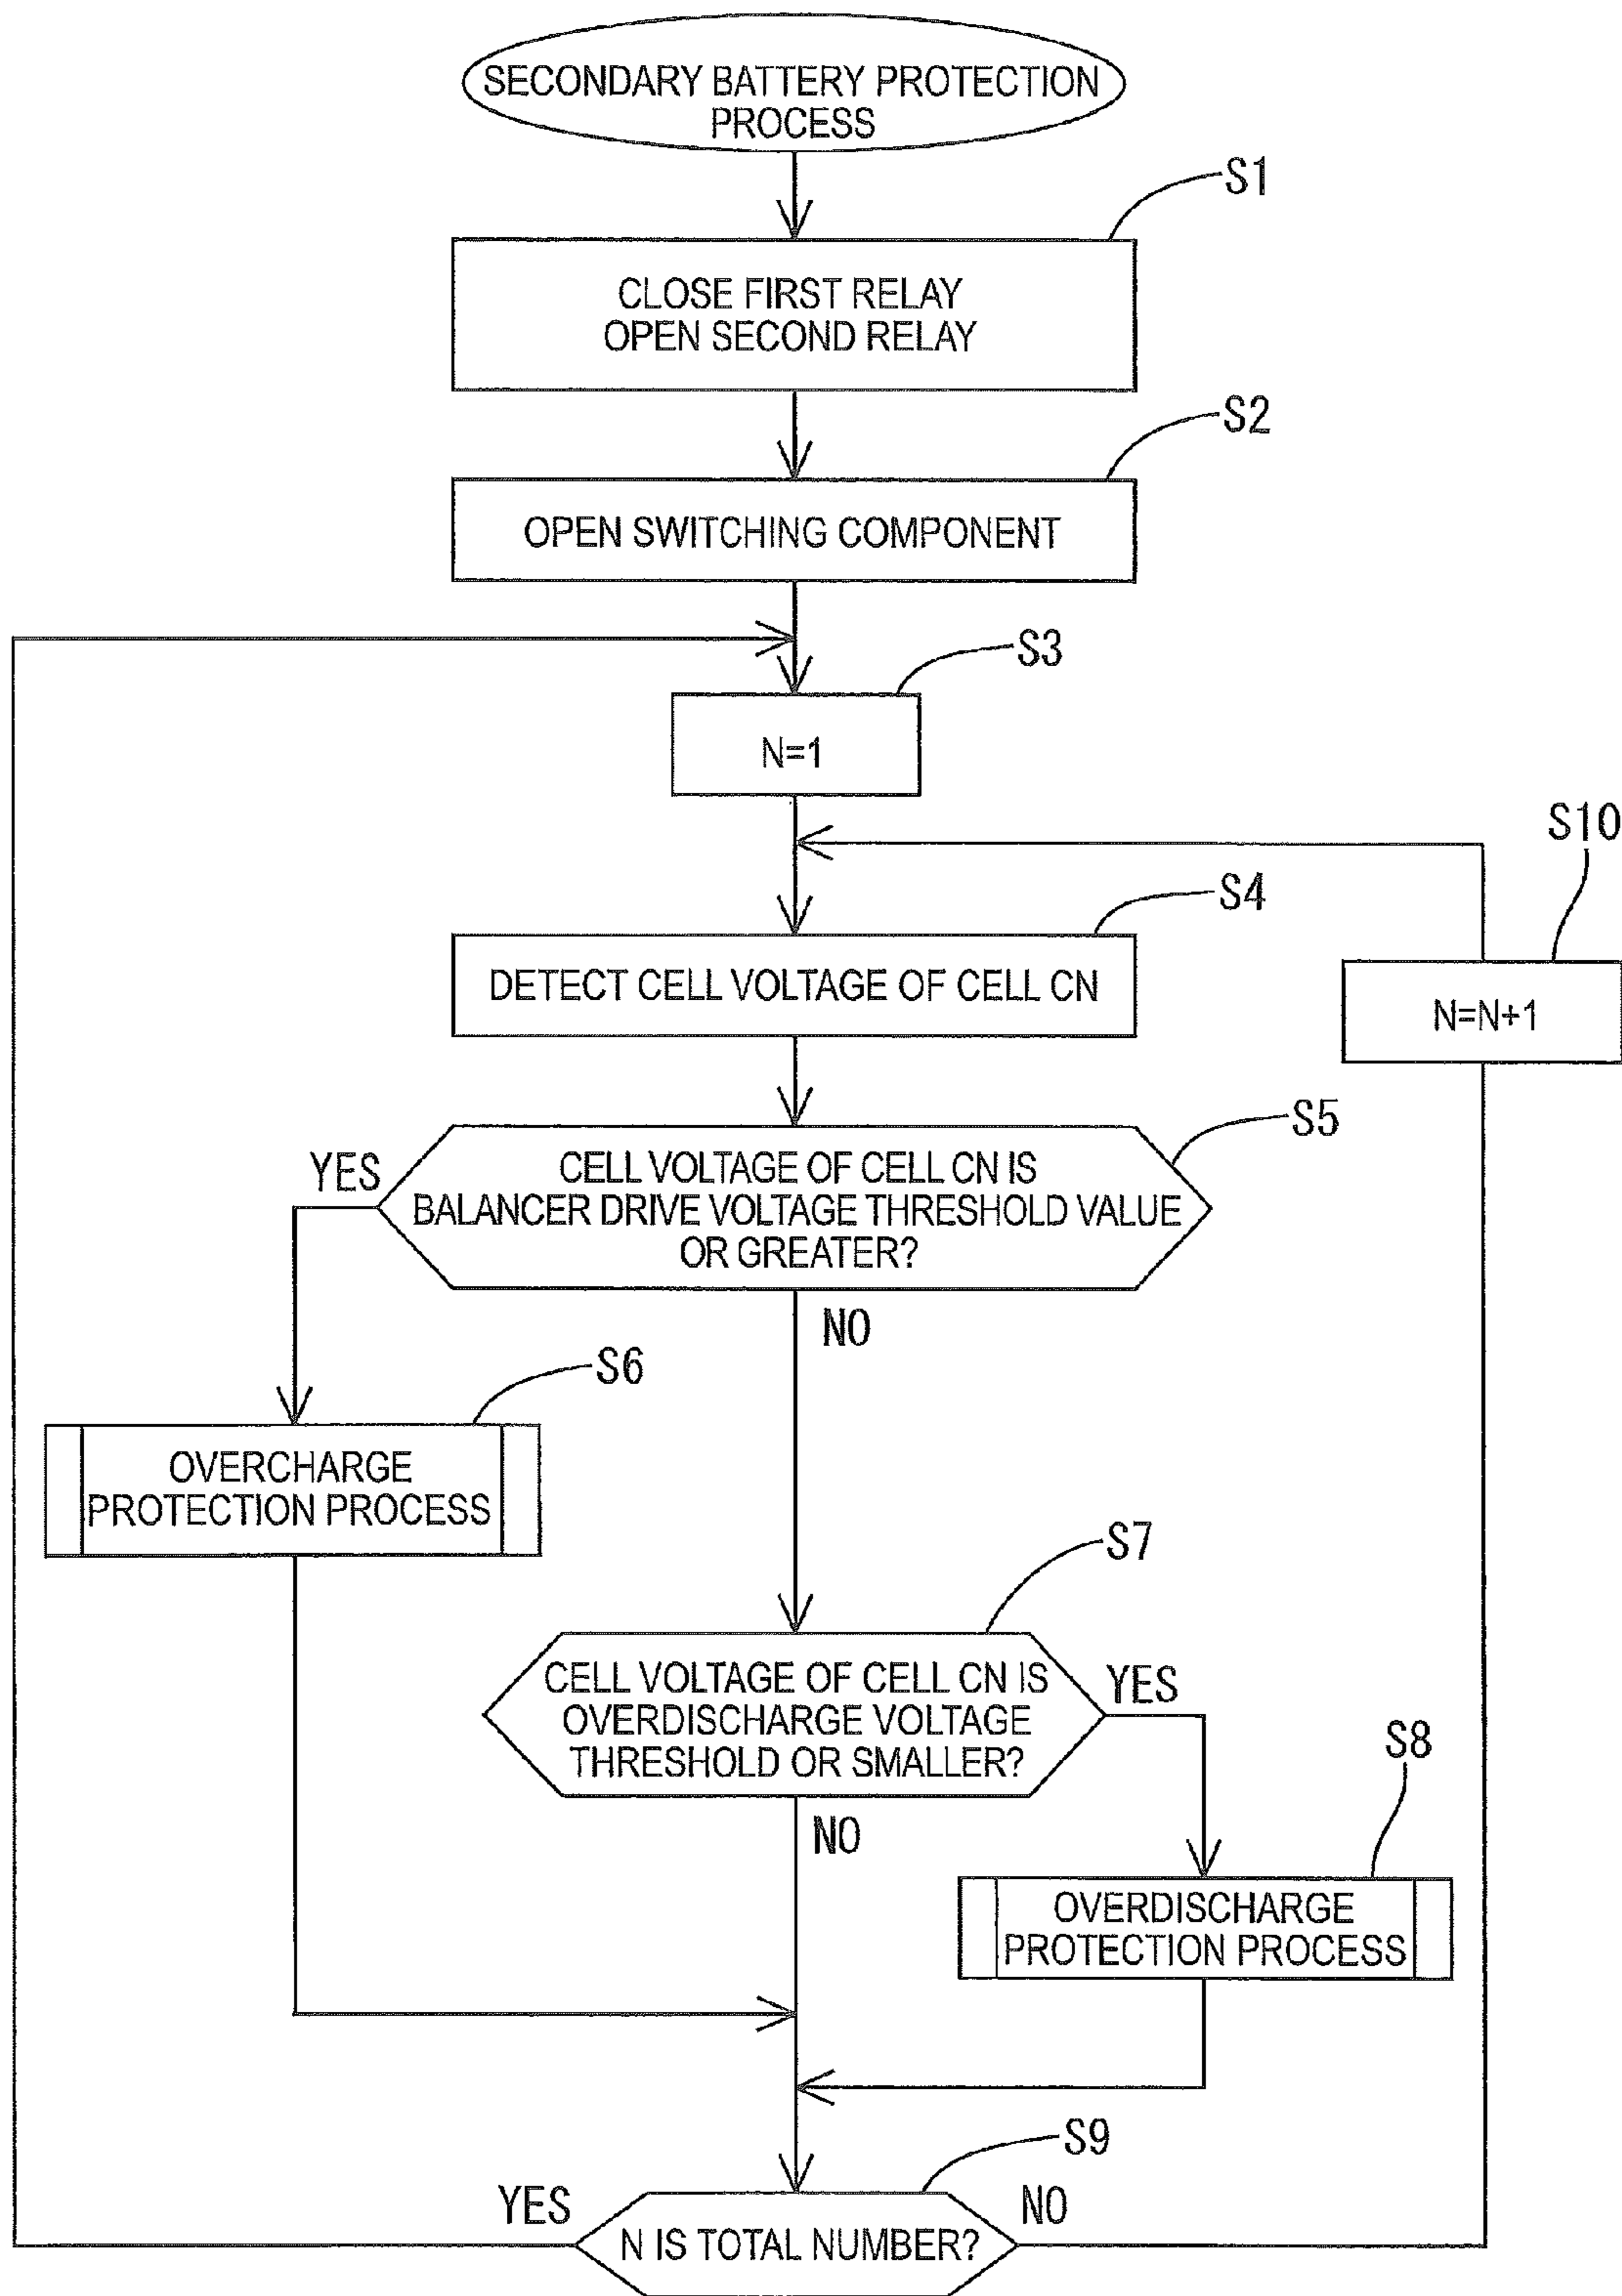 SECONDARY BATTERY PROTECTION
PROCESS
S1
CLOSE FIRST RELAY
OPEN SECOND RELAY
S2
OPEN SWITCHING COMPONENT
S3
N=1
S10
S4
DETECT CELL VOLTAGE OF CELL CN
N=N+1
S5
YES
CELL VOLTAGE OF CELL CN IS
BALANCER DRIVE VOLTAGE THRESHOLD VALUE
OR GREATER?
NO
S6
OVERCHARGE
PROTECTION PROCESS
S7
CELL VOLTAGE OF CELL CN IS
OVERDISCHARGE VOLTAGE
THRESHOLD OR SMALLER?
YES
NO
S8
OVERDISCHARGE
PROTECTION PROCESS
S9
YES
N IS TOTAL NUMBER?
NO